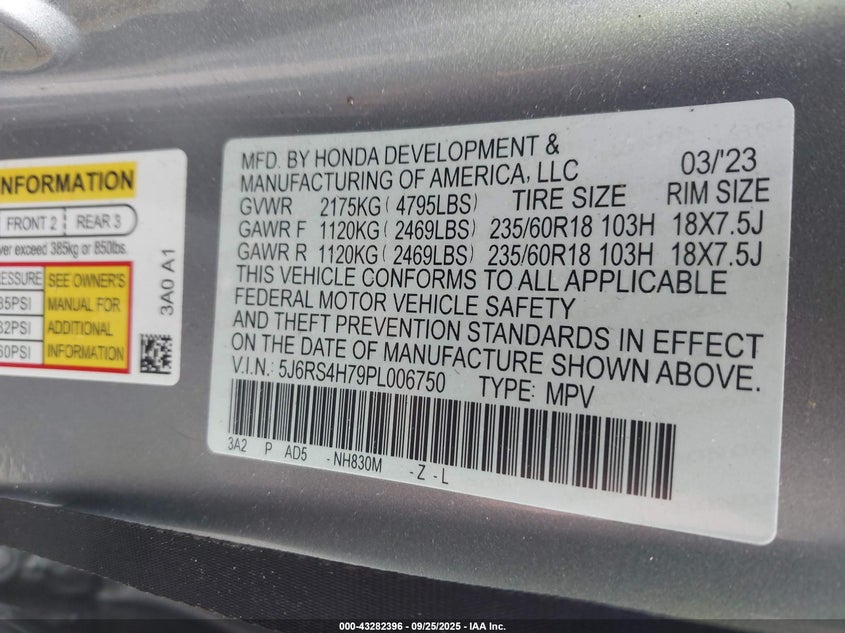 INFORMATION
FRONT 2 REAR 3
ver exceed 385kg or 850lbs.
PRESSURE SEE OWNER'S
35PSI MANUAL FOR
32PSI ADDITIONAL
60PSI INFORMATION
3A0 A1
MFD. BY HONDA DEVELOPMENT & 03/'23
MANUFACTURING OF AMERICA, LLC
GVWR 2175KG ( 4795LBS) TIRE SIZE RIM SIZE
GAWR F 1120KG ( 2469LBS) 235/60R18 103H 18X7.5J
GAWR R 1120KG ( 2469LBS) 235/60R18 103H 18X7.5J
THIS VEHICLE CONFORMS TO ALL APPLICABLE
FEDERAL MOTOR VEHICLE SAFETY
AND THEFT PREVENTION STANDARDS IN EFFECT
ON THE DATE OF MANUFACTURE SHOWN ABOVE.
V.I.N.: 5J6RS4H79PL006750 TYPE: MPV
3A2 P AD5 - NH830M - Z - L
000-43282396 - 09/25/2025 - IAA Inc.